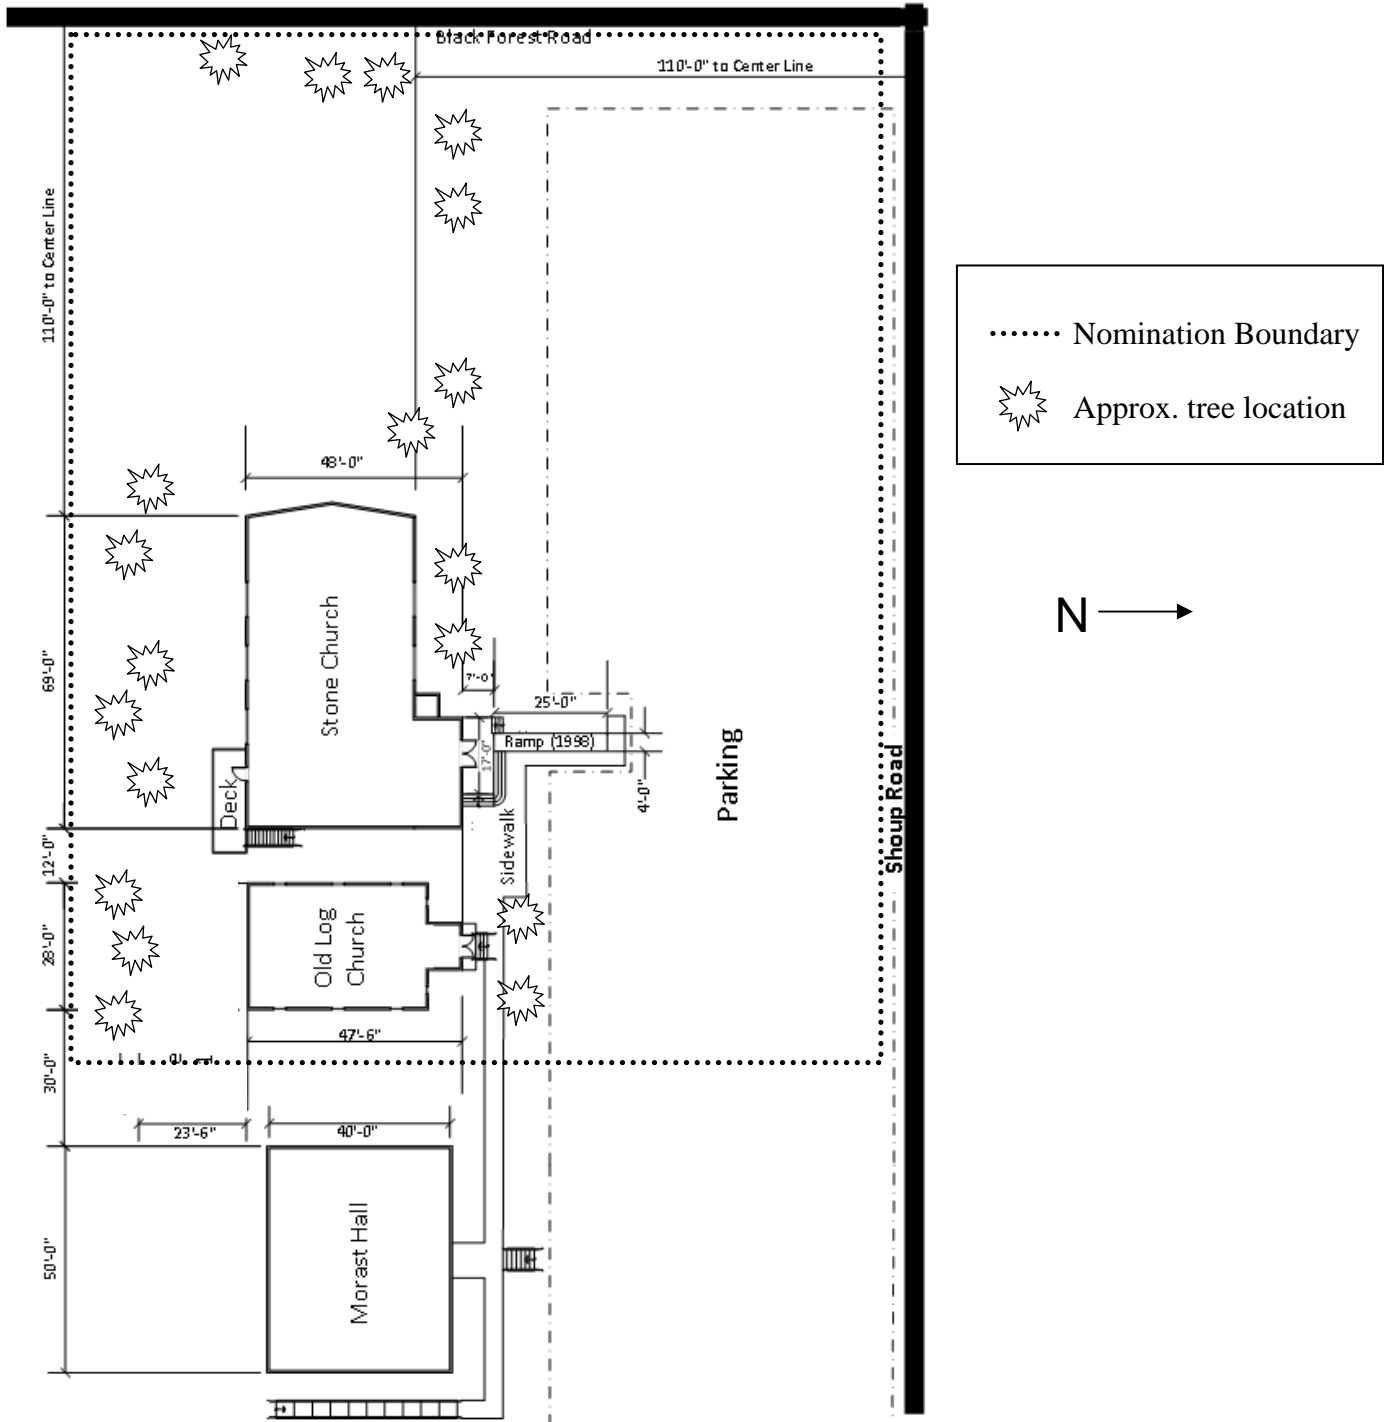 Black Forest Road
110'-0" to Center Line
110'-0" to Center Line
Nomination Boundary
Approx. tree location
N
48'-0"
69'-0"
Stone Church
7'-0"
25'-0"
Ramp (1998)
17'-0"
4'-0"
Parking
Shoup Road
Deck
12'-0"
Sidewalk
28'-0"
Old Log
Church
47'-6"
30'-0"
23'-6"
40'-0"
50'-0"
Morast Hall